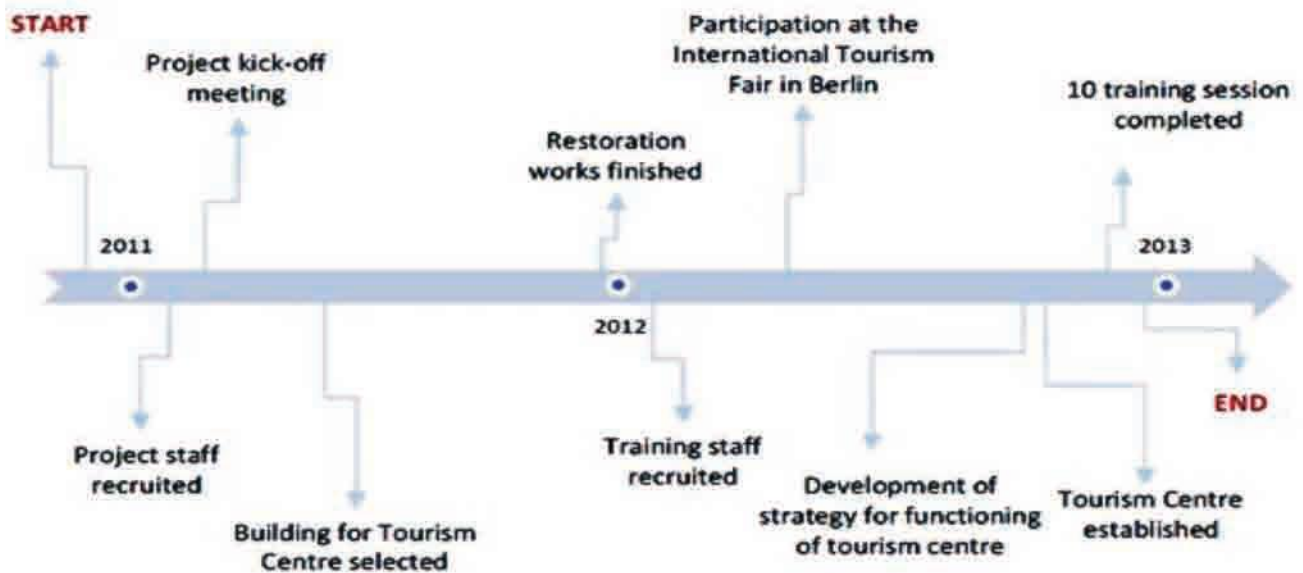 START
Project kick-off
meeting
Participation at the
International Tourism
Fair in Berlin
Restoration
works finished
10 training session
completed
2011
2013
2012
Project staff
recruited
Building for Tourism
Centre selected
Training staff
recruited
Development of
strategy for functioning
of tourism centre
Tourism Centre
established
END